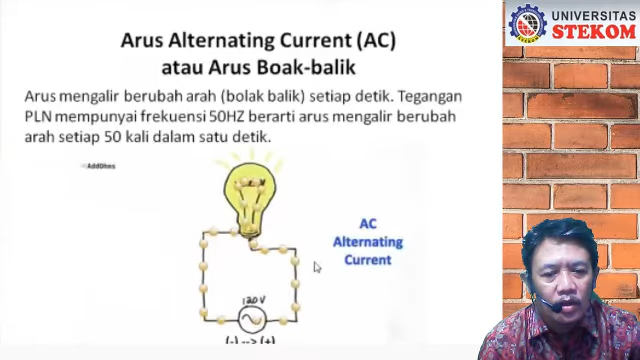 UNIVERSITAS
STEKOM
Arus Alternating Current (AC)
atau Arus Boak-balik
Arus mengalir berubah arah (bolak balik) setiap detik. Tegangan
PLN mempunyai frekuensi 50HZ berarti arus mengalir berubah
arah setiap 50 kali dalam satu detik.
AddOhms
AC
Alternating
Current
120V
(-) --> (+)